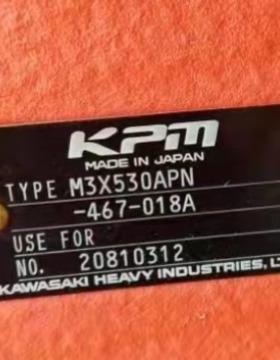 KPM
MADE IN JAPAN
TYPE M3X530APN
-467-018A
USE FOR
NO. 20810312
KAWASAKI HEAVY INDUSTRIES, L